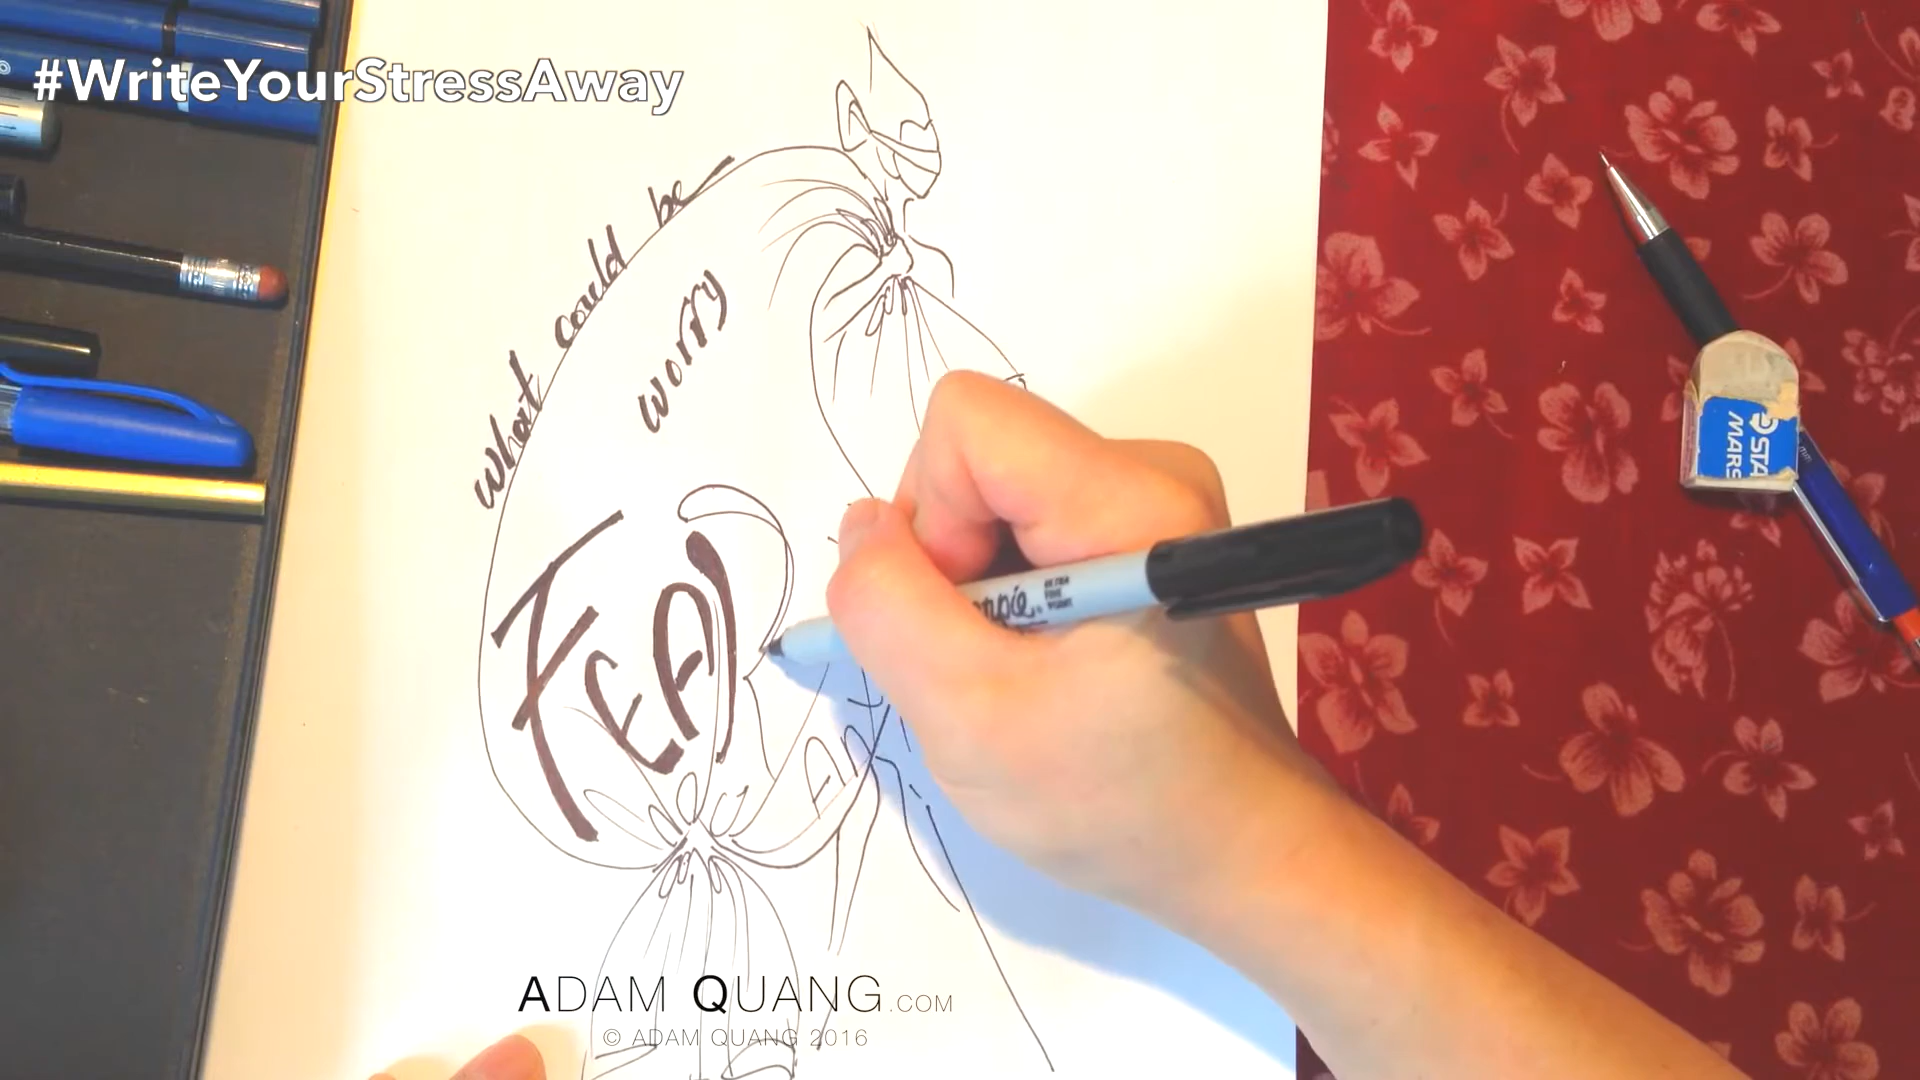 #WriteYourStressAway
what could be
worry
FEAR
STA
MARS
ADAM QUANG.COM
© ADAM QUANG 2016